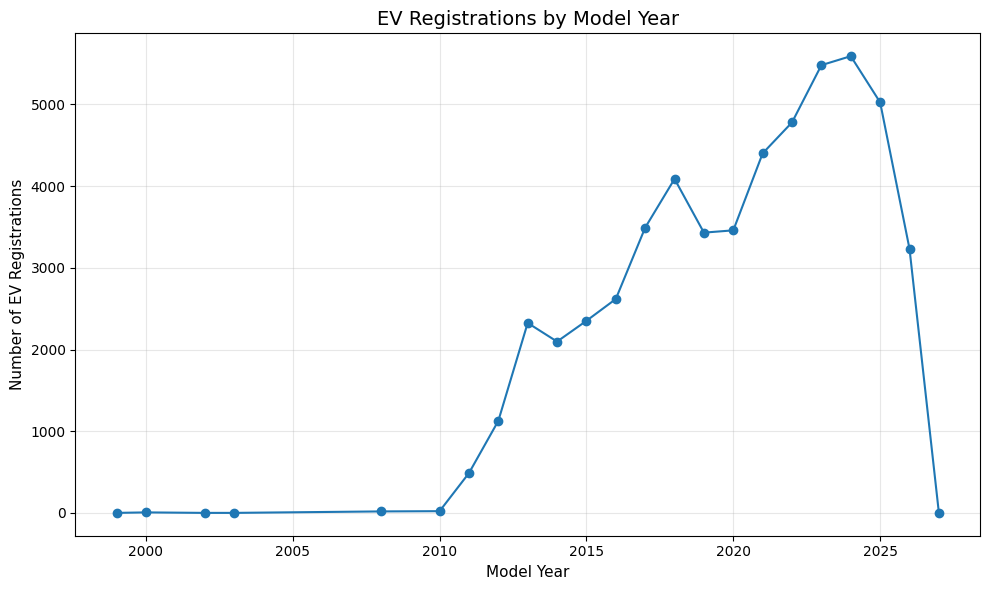 EV Registrations by Model Year
Number of EV Registrations
5000
4000
3000
2000
1000
0
2000 2005 2010 2015 2020 2025
Model Year